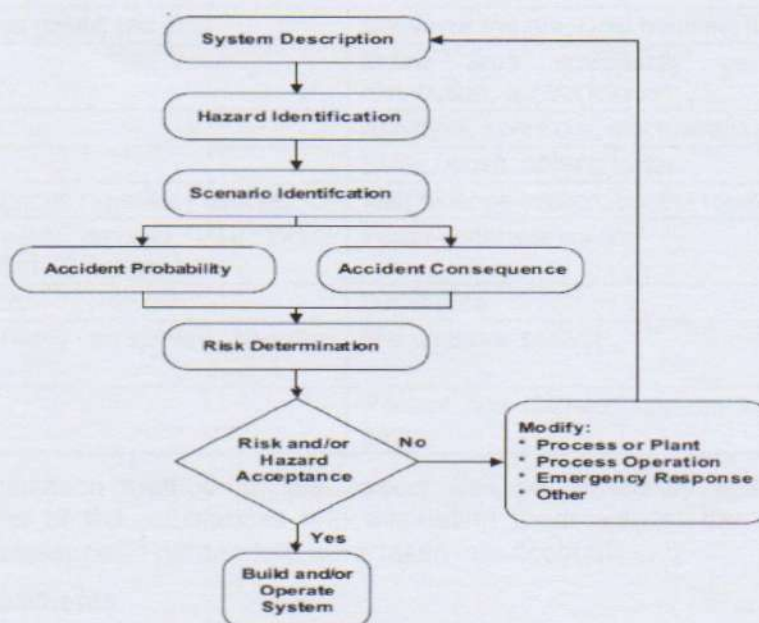 System Description
Hazard Identification
Scenario Identifcation
Accident Probability
Accident Consequence
Risk Determination
Risk and/or
Hazard
Acceptance
No
Modify:
* Process or Plant
* Process Operation
* Emergency Response
* Other
Yes
Build and/or
Operate
System